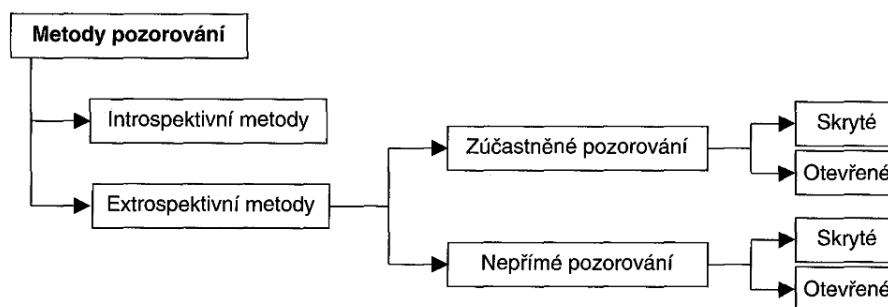 Metody pozorování
Introspektivní metody
Extrospektivní metody
Zúčastněné pozorování
Skryté
Otevřené
Nepřímé pozorování
Skryté
Otevřené